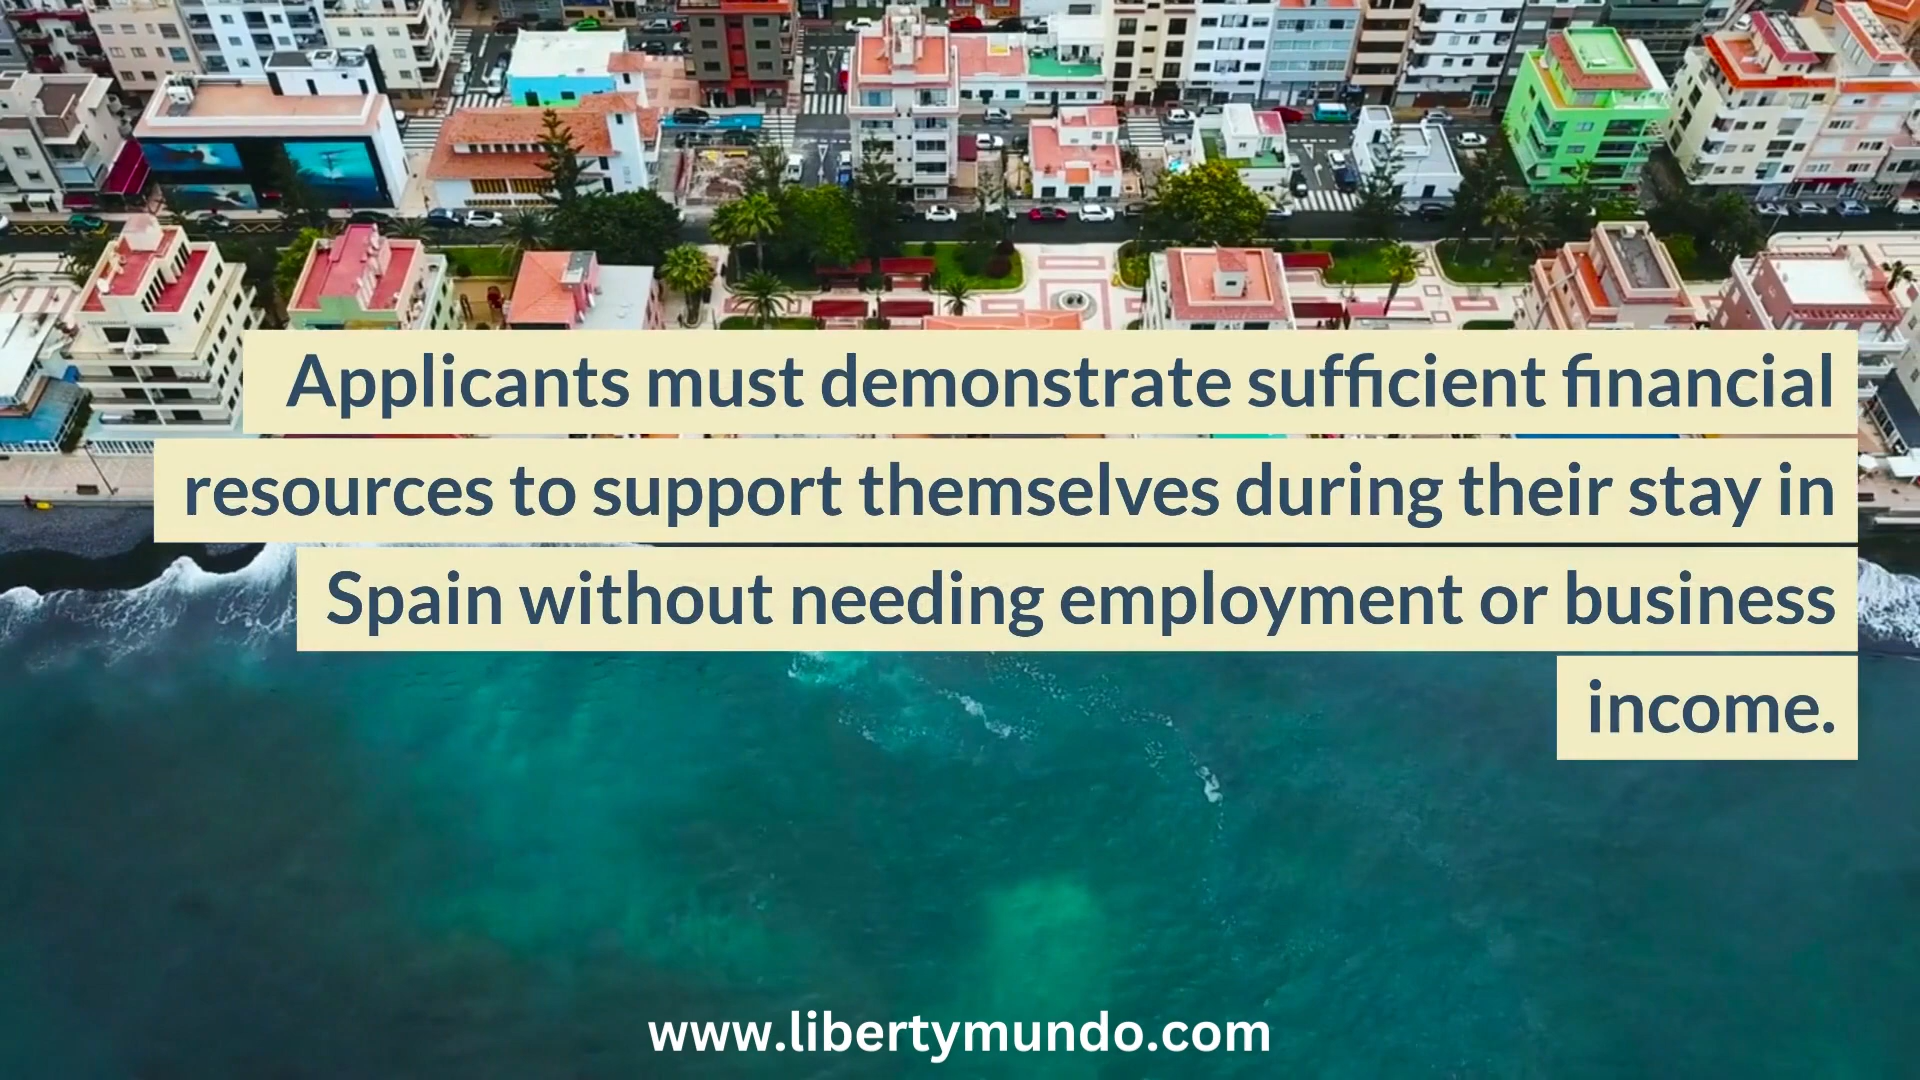 Applicants must demonstrate sufficient financial
resources to support themselves during their stay in
Spain without needing employment or business
income.
www.libertymundo.com